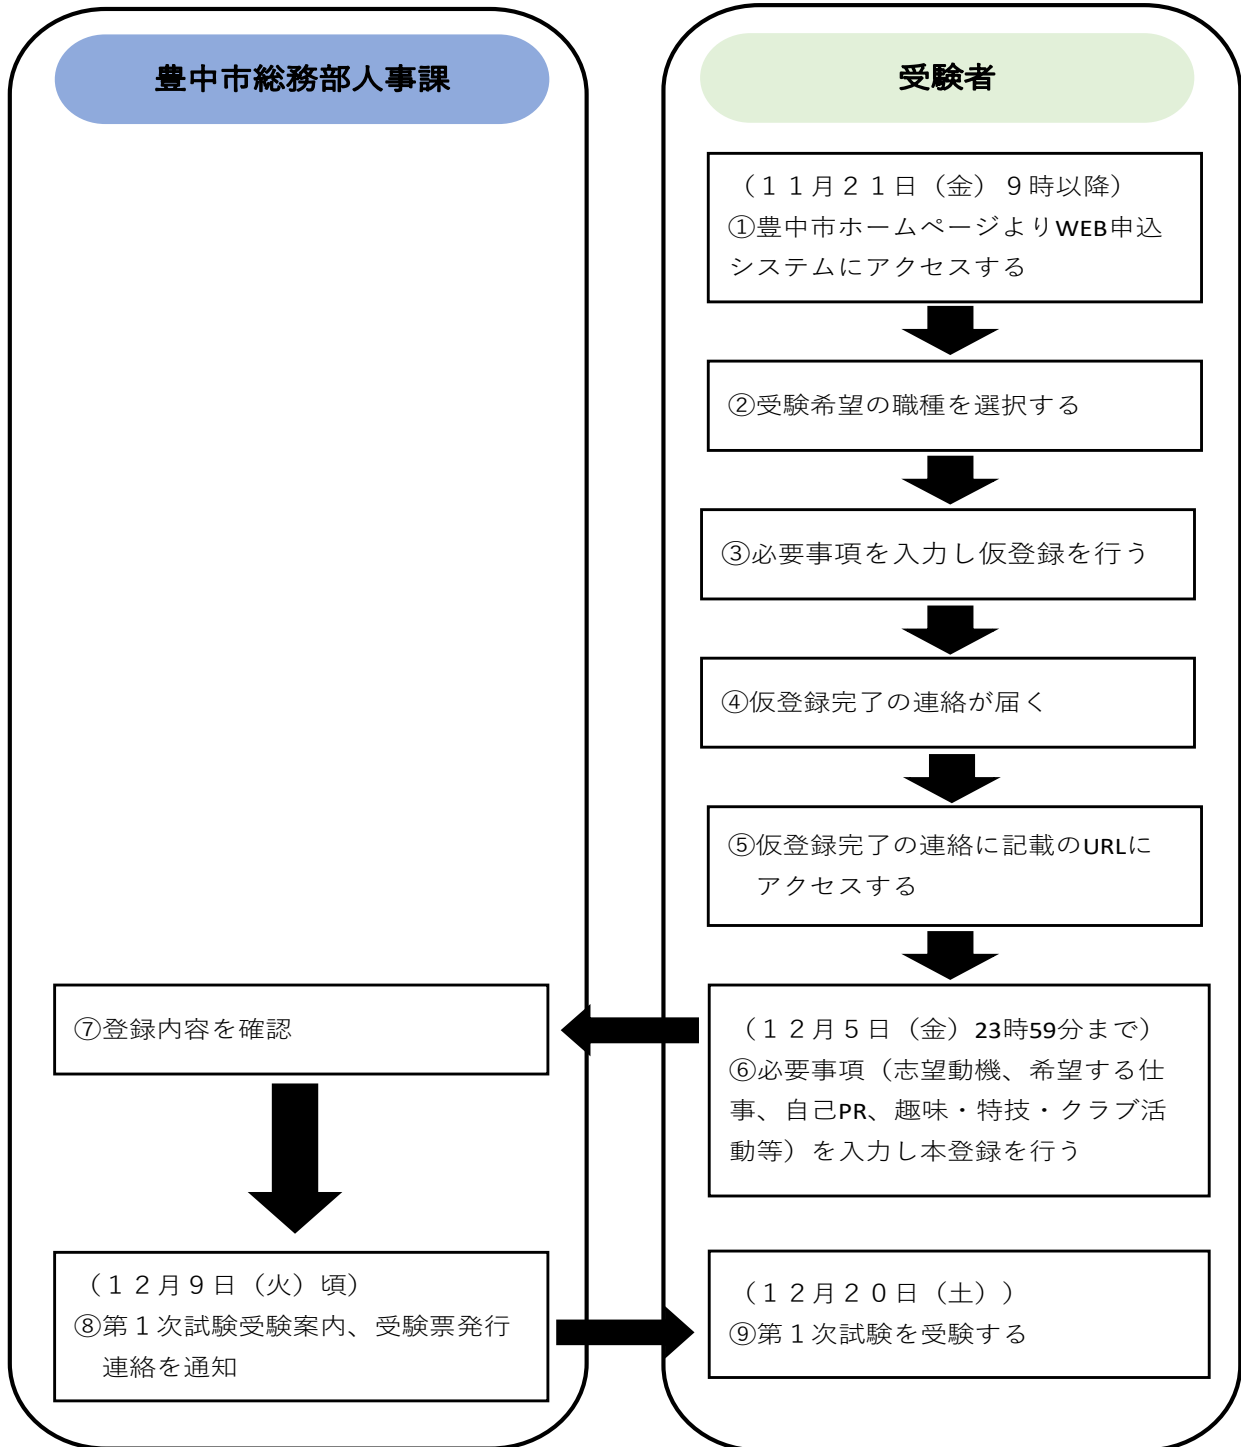 豊中市総務部人事課
受験者
（１１月２１日（金）９時以降）
①豊中市ホームページよりWEB申込
システムにアクセスする
②受験希望の職種を選択する
③必要事項を入力し仮登録を行う
④仮登録完了の連絡が届く
⑤仮登録完了の連絡に記載のURLに
アクセスする
（１２月５日（金）23時59分まで）
⑥必要事項（志望動機、希望する仕
事、自己PR、趣味・特技・クラブ活
動等）を入力し本登録を行う
⑦登録内容を確認
（１２月９日（火）頃）
⑧第１次試験受験案内、受験票発行
連絡を通知
（１２月２０日（土））
⑨第１次試験を受験する